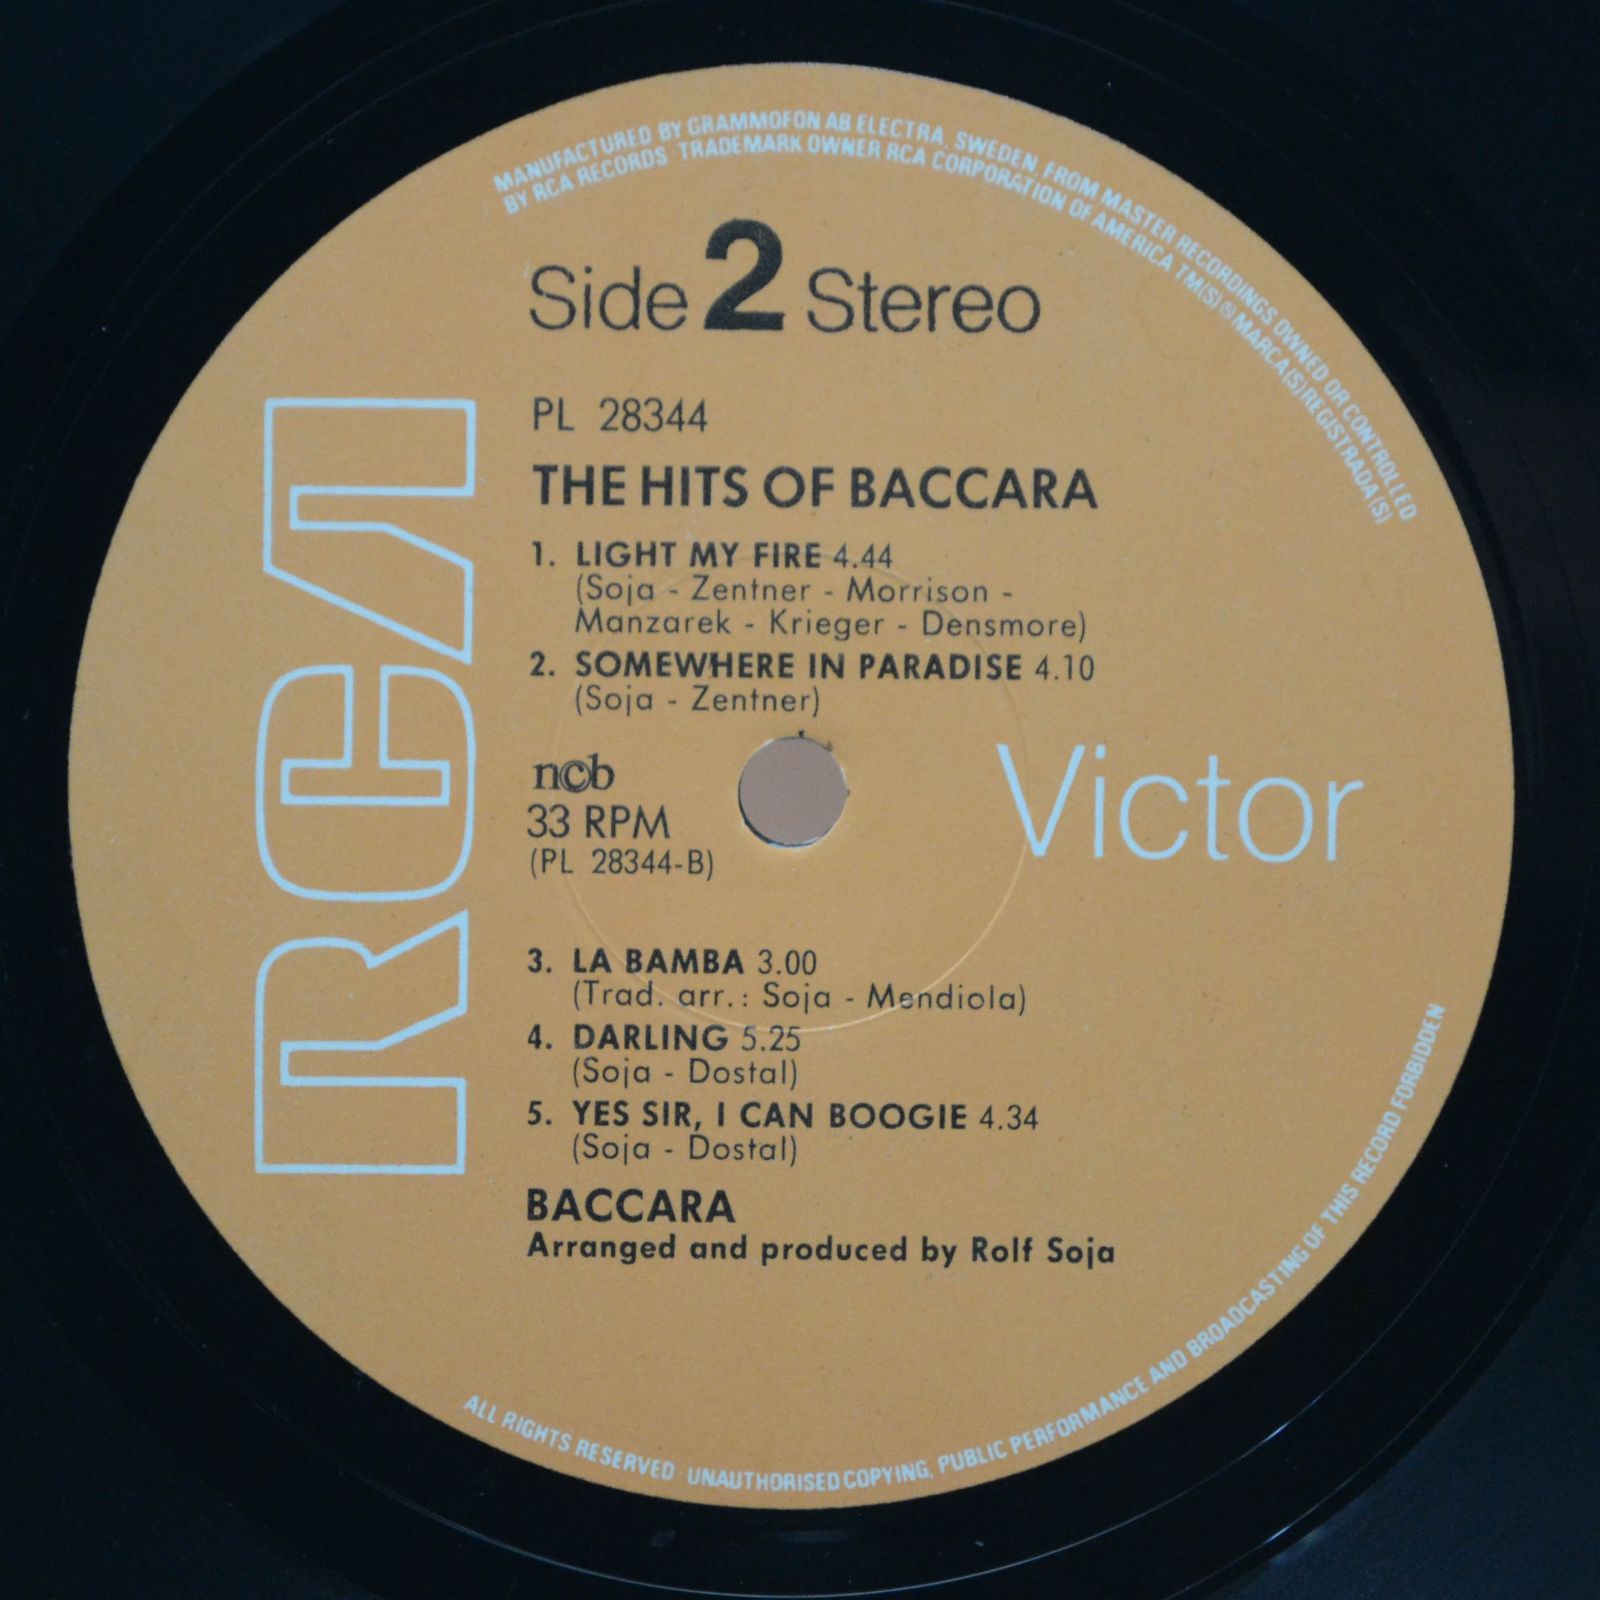 MANUFACTURED BY GRAMMOFON AB ELECTRA, SWEDEN, FROM MASTER RECORDINGS OWNED OR CONTROLLED
BY RCA RECORDS · TRADEMARK OWNER RCA CORPORATION OF AMERICA TM(S) ® MARCA(S) REGISTRADA(S)
Side 2 Stereo
RCA
PL 28344
THE HITS OF BACCARA
1. LIGHT MY FIRE 4.44
(Soja - Zentner - Morrison -
Manzarek - Krieger - Densmore)
2. SOMEWHERE IN PARADISE 4.10
(Soja - Zentner)
ncb
33 RPM
(PL 28344-B)
Victor
3. LA BAMBA 3.00
(Trad. arr.: Soja - Mendiola)
4. DARLING 5.25
(Soja - Dostal)
5. YES SIR, I CAN BOOGIE 4.34
(Soja - Dostal)
BACCARA
Arranged and produced by Rolf Soja
ALL RIGHTS RESERVED · UNAUTHORISED COPYING, PUBLIC PERFORMANCE AND BROADCASTING OF THIS RECORD FORBIDDEN